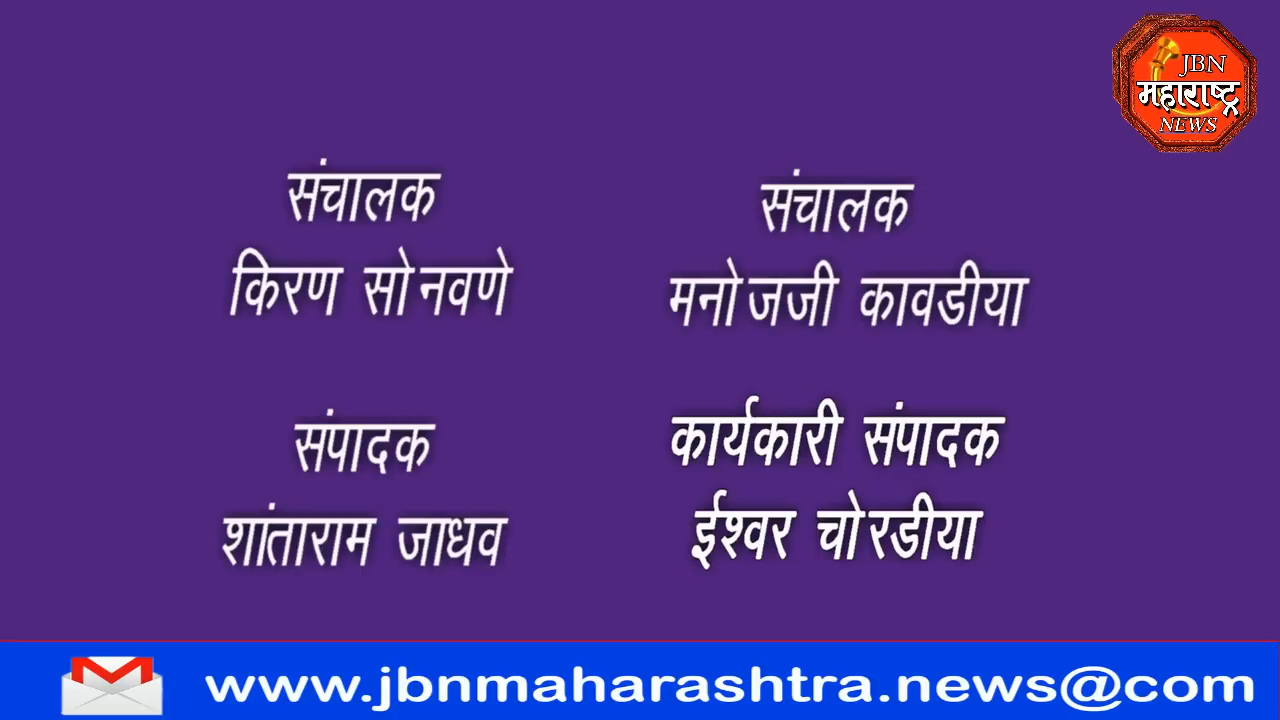 JBN
महाराष्ट्र
NEWS
संचालक
किरण सोनवणे
संचालक
मनोजजी कावडीया
संपादक
शांताराम जाधव
कार्यकारी संपादक
ईश्वर चोरडीया
www.jbnmaharashtra.news@com